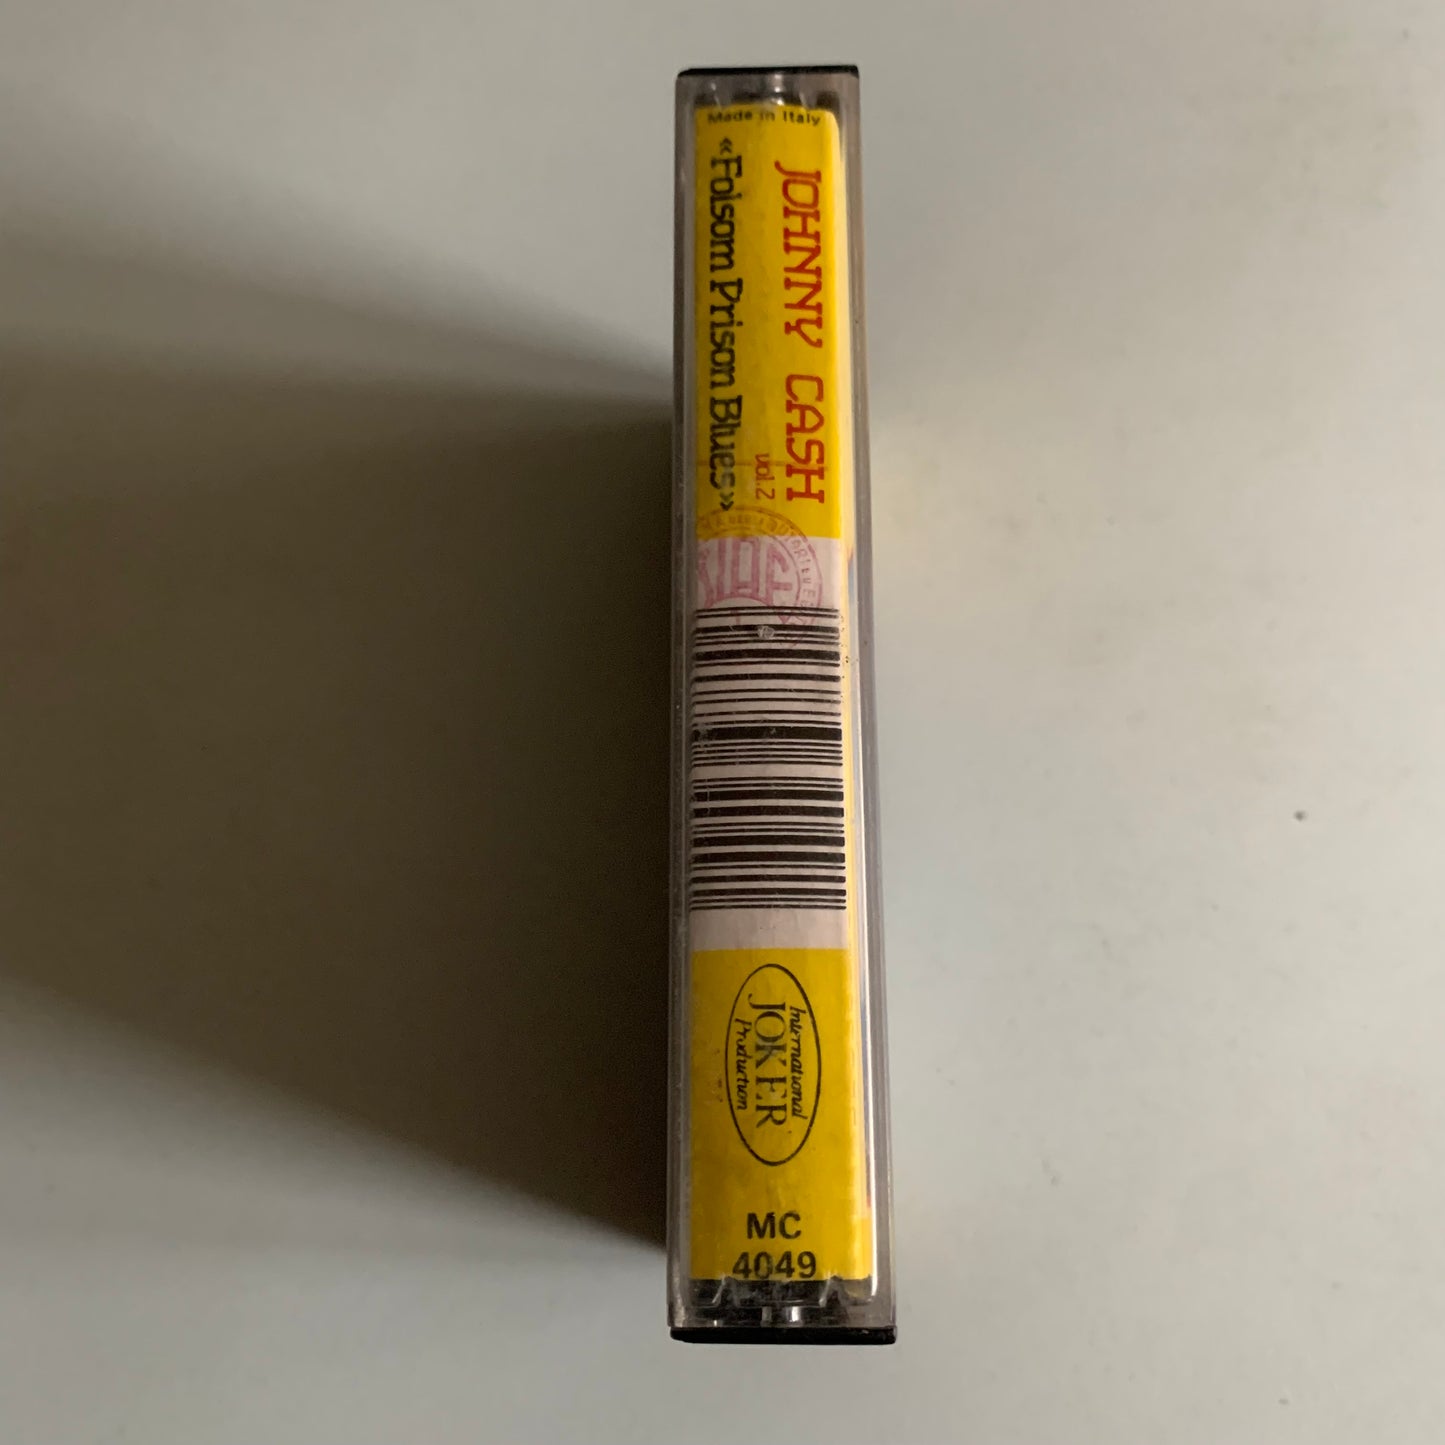 Made in Italy
JOHNNY CASH
vol.2
«Folsom Prison Blues»
International
JOKER
Production
MC
4049